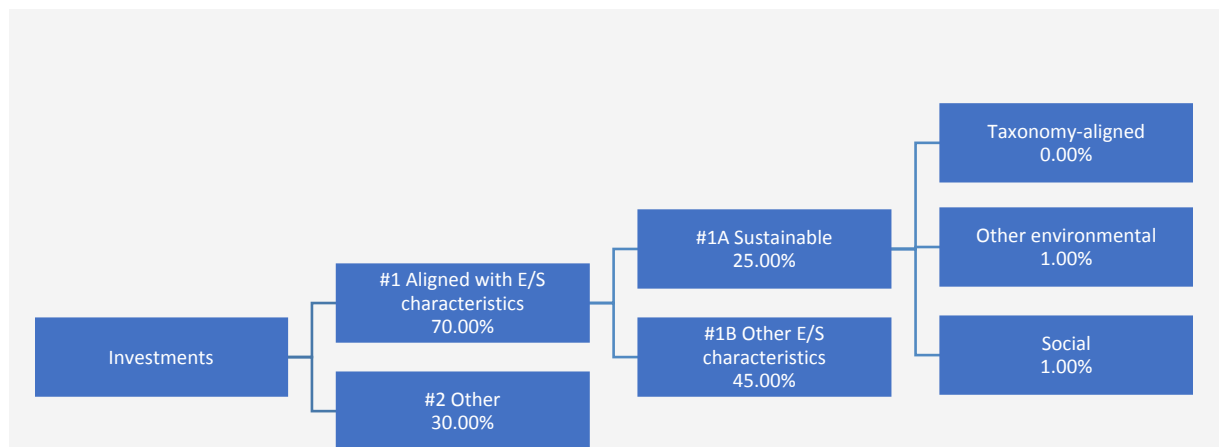 Investments
#1 Aligned with E/S
characteristics
70.00%
#2 Other
30.00%
#1A Sustainable
25.00%
#1B Other E/S
characteristics
45.00%
Taxonomy-aligned
0.00%
Other environmental
1.00%
Social
1.00%